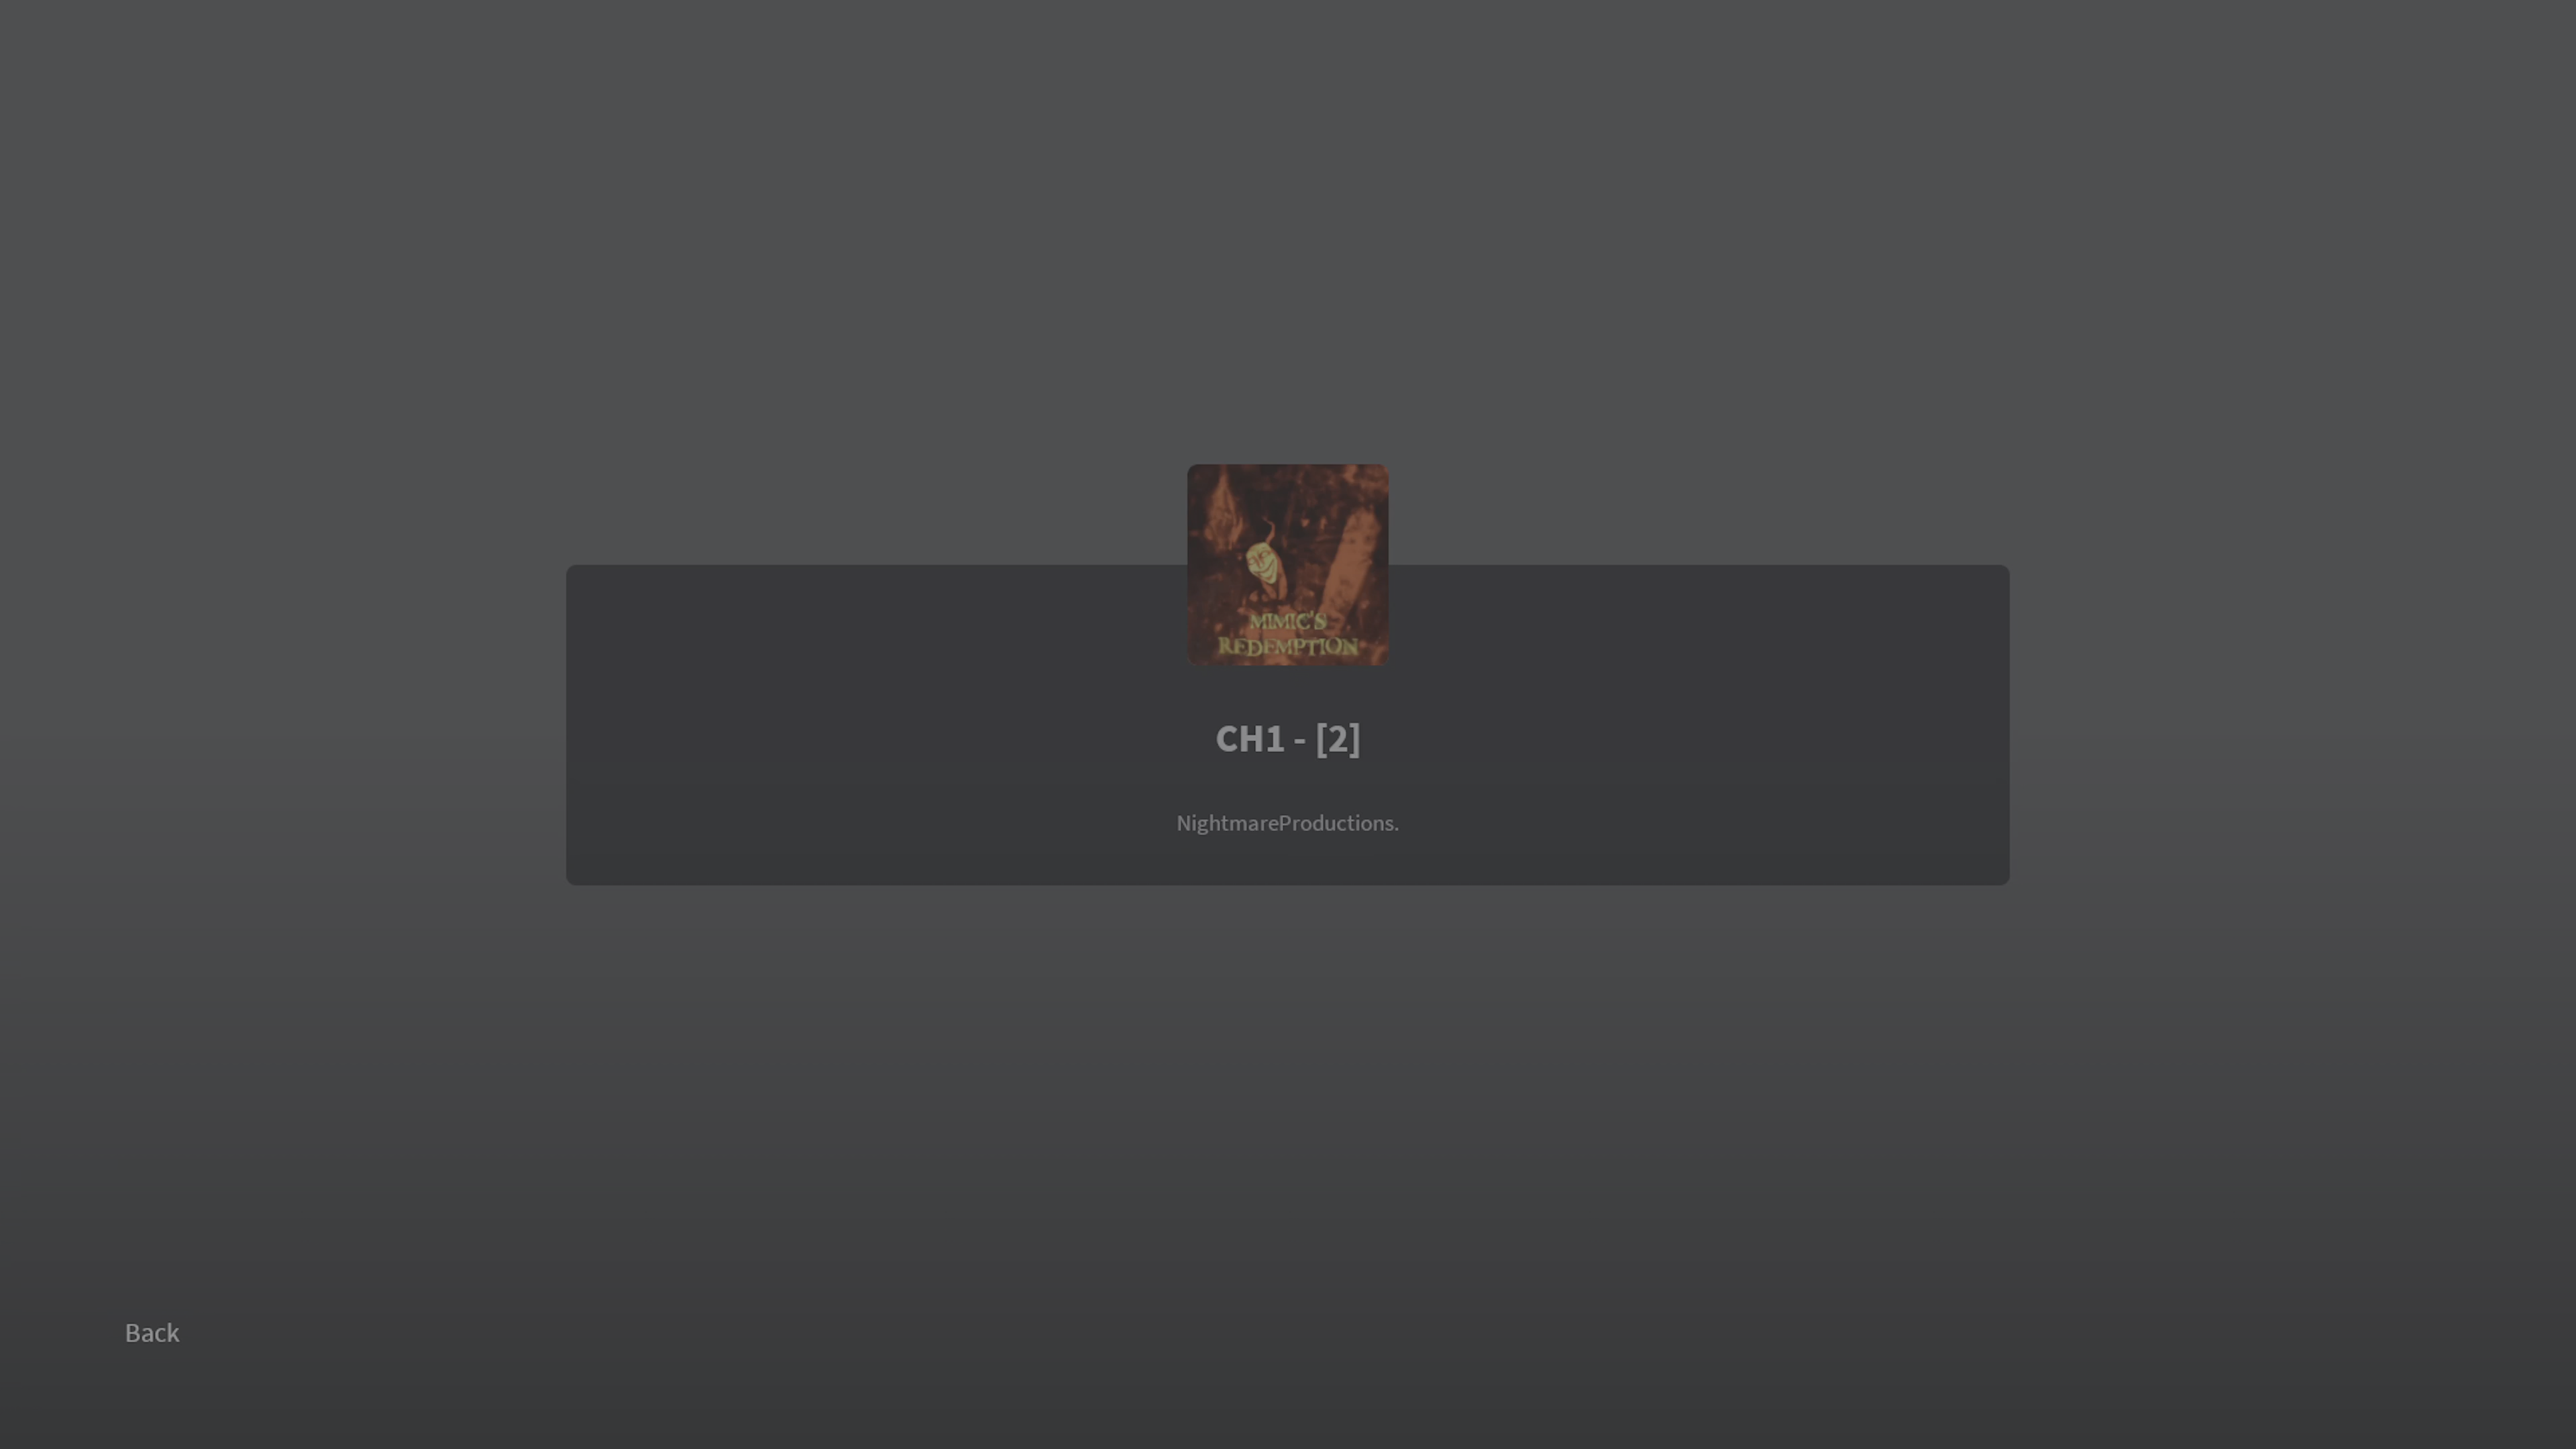 MIMIC'S
REDEMPTION
CH1 - [2]
NightmareProductions.
Back